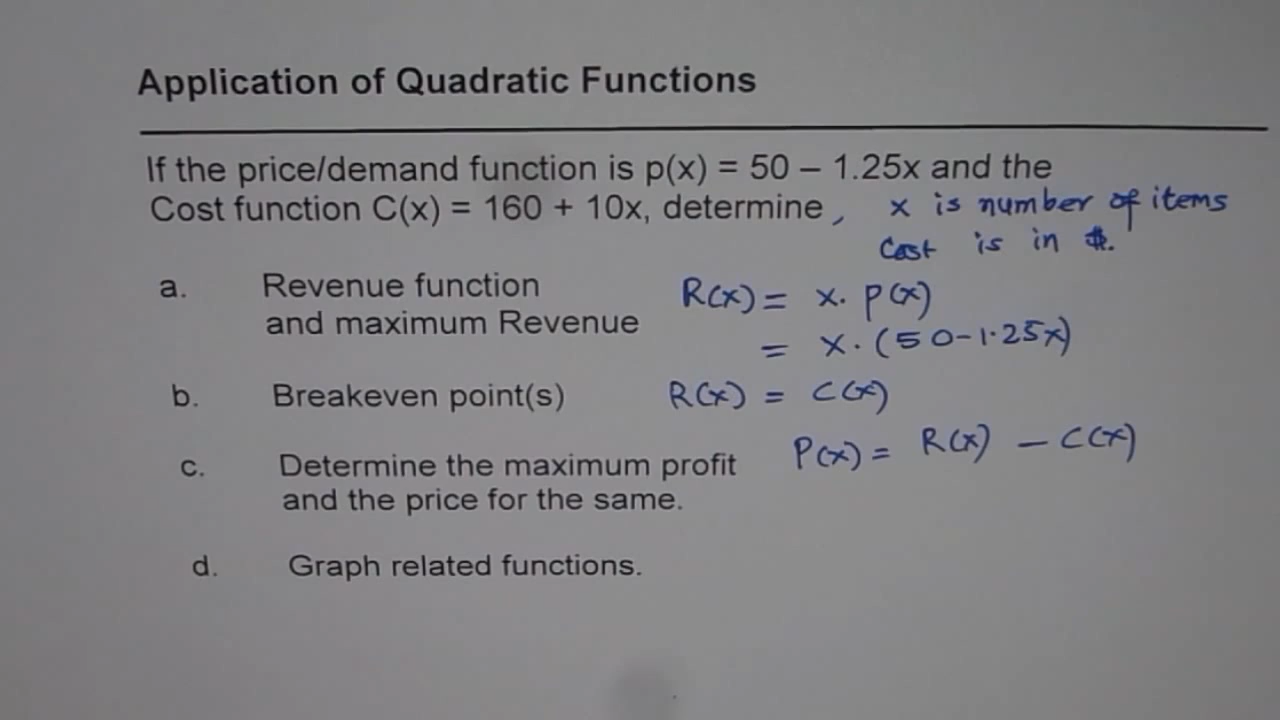 Application of Quadratic Functions
If the price/demand function is p(x) = 50 – 1.25x and the
Cost function C(x) = 160 + 10x, determine, x is number of items
Cost is in $.
a. Revenue function R(x) = x. P(x)
and maximum Revenue
= x. (50-1.25x)
b. Breakeven point(s) R(x) = C(x)
P(x) = R(x) – C(x)
c. Determine the maximum profit
and the price for the same.
d. Graph related functions.